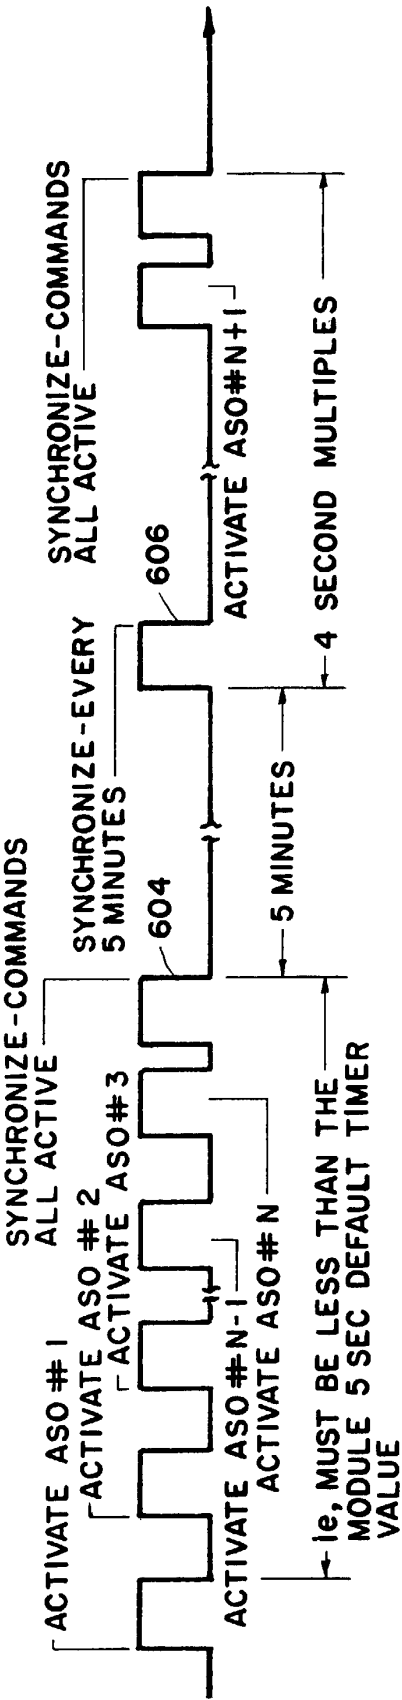 ACTIVATE ASO#1
ACTIVATE ASO #2
ACTIVATE ASO#3
SYNCHRONIZE-COMMANDS
ALL ACTIVE
604
SYNCHRONIZE-EVERY
5 MINUTES
606
SYNCHRONIZE-COMMANDS
ALL ACTIVE
ACTIVATE ASO#N-1
ACTIVATE ASO#N
ACTIVATE ASO#N+1
Ie, MUST BE LESS THAN THE
MODULE 5 SEC DEFAULT TIMER
VALUE
5 MINUTES
4 SECOND MULTIPLES